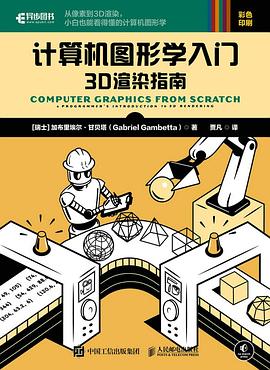 异步图书
www.epubit.com
从像素到3D渲染，
小白也能看得懂的计算机图形学
彩色
印刷
计算机图形学入门
3D渲染指南
COMPUTER GRAPHICS FROM SCRATCH
A PROGRAMMER'S INTRODUCTION TO 3D RENDERING
[瑞士] 加布里埃尔·甘贝塔（Gabriel Gambetta）著 贾凡 译
中国工信出版集团
人民邮电出版社
POSTS & TELECOM PRESS